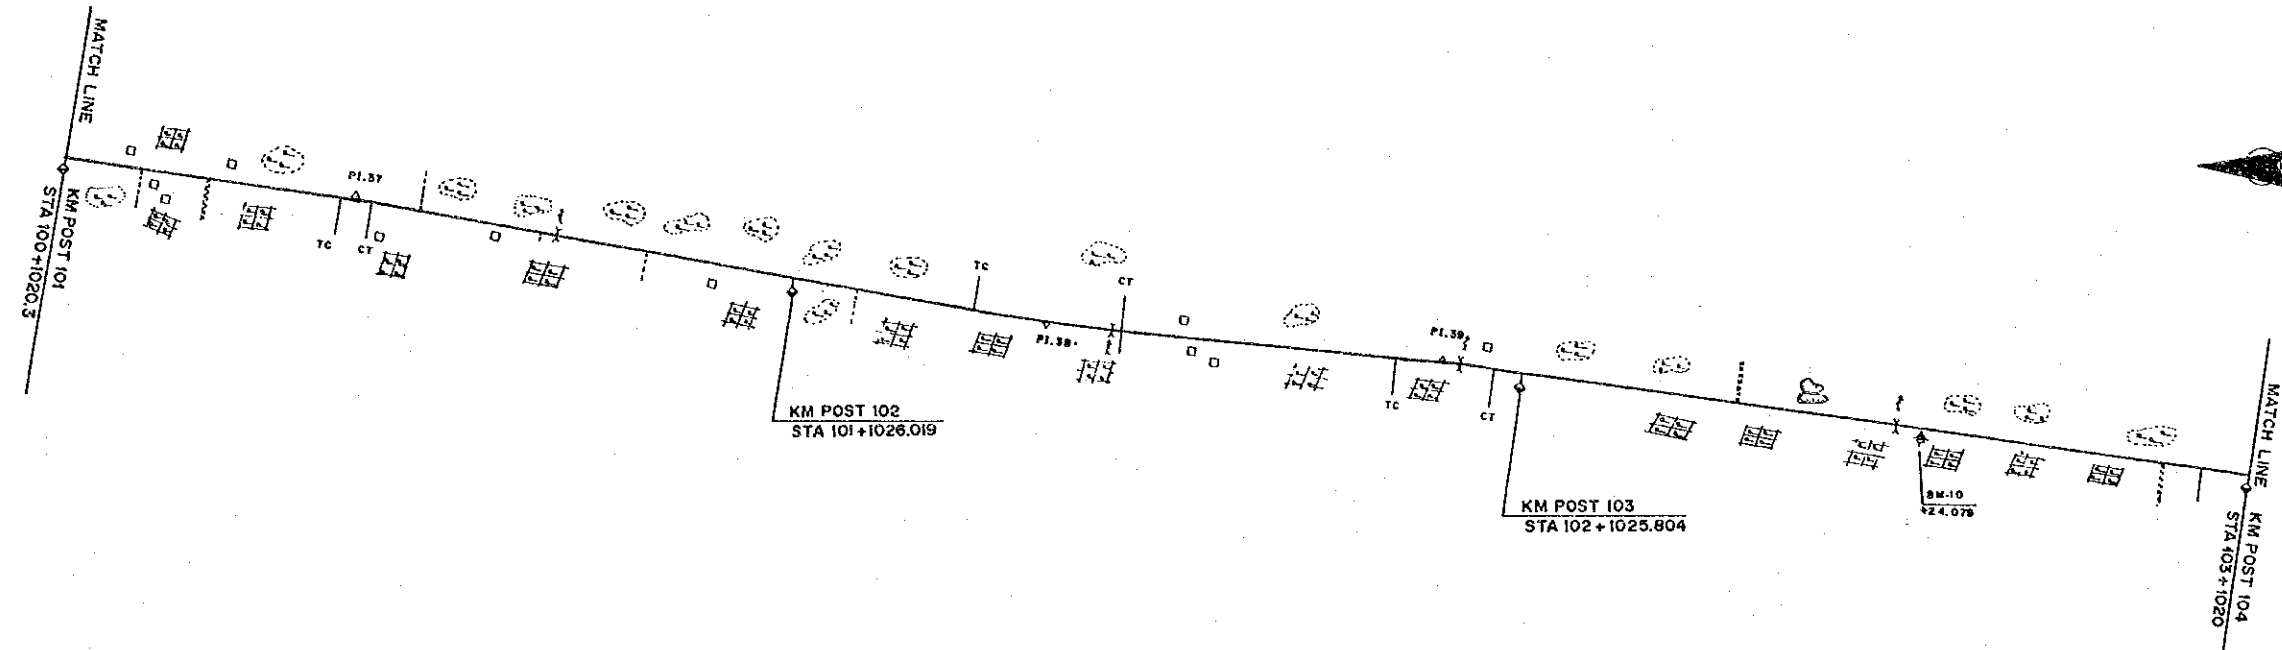 MATCH LINE
KM POST 101
STA 100+1020.3
PI.37
TC
CT
KM POST 102
STA 101+1026.019
TC
PI.38
CT
PI.39
TC
CT
KM POST 103
STA 102+1025.804
BM-10
+24.079
MATCH LINE
KM POST 104
STA 103+1020